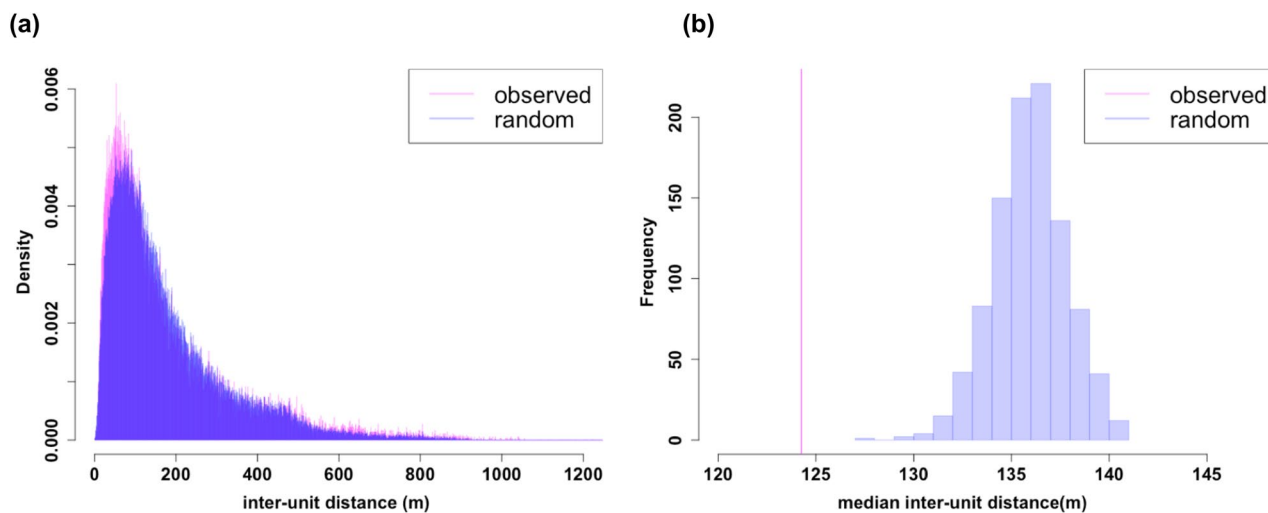 (a)
observed
random
0.006
0.004
0.002
0.000
Density
0
200
400
600
800
1000
1200
inter-unit distance (m)
(b)
observed
random
200
150
100
50
0
Frequency
120
125
130
135
140
145
median inter-unit distance(m)